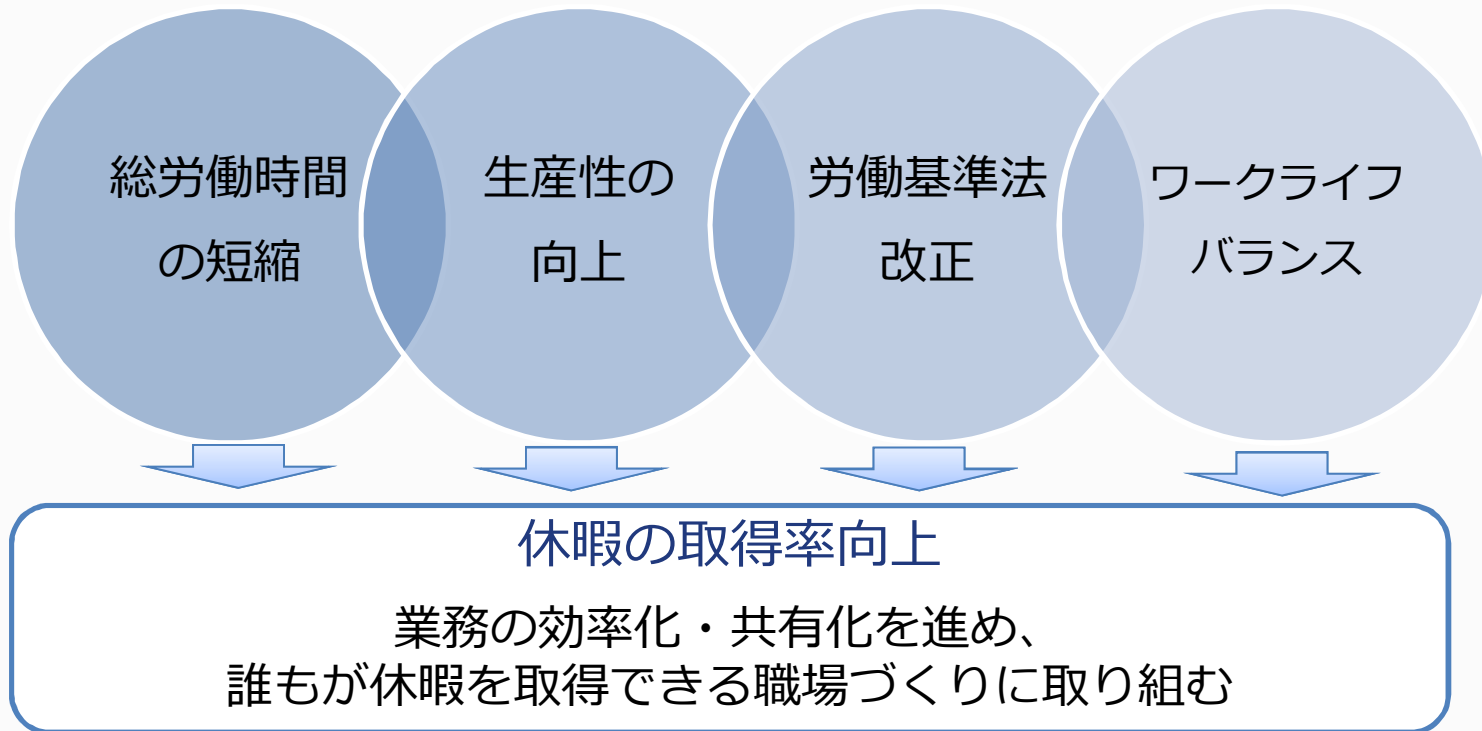 総労働時間
の短縮
生産性の
向上
労働基準法
改正
ワークライフ
バランス
休暇の取得率向上
業務の効率化・共有化を進め、
誰もが休暇を取得できる職場づくりに取り組む